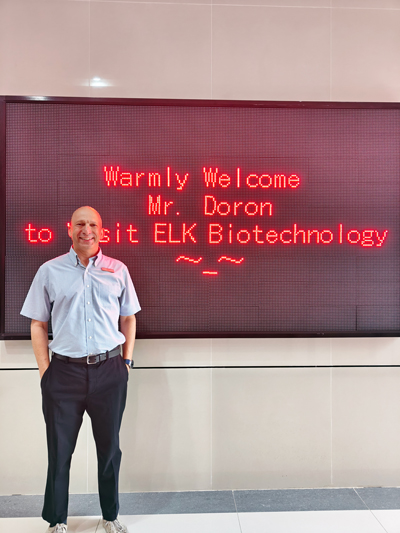 Warmly Welcome
Mr. Doron
to Visit ELK Biotechnology
~_~